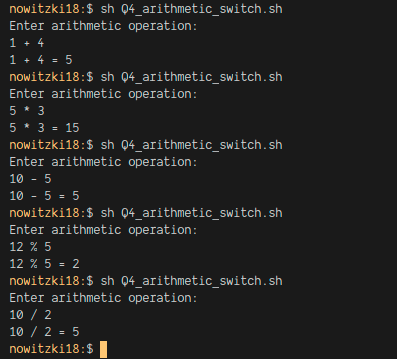 nowitzki18:$ sh Q4_arithmetic_switch.sh
Enter arithmetic operation:
1 + 4
1 + 4 = 5
nowitzki18:$ sh Q4_arithmetic_switch.sh
Enter arithmetic operation:
5 * 3
5 * 3 = 15
nowitzki18:$ sh Q4_arithmetic_switch.sh
Enter arithmetic operation:
10 - 5
10 - 5 = 5
nowitzki18:$ sh Q4_arithmetic_switch.sh
Enter arithmetic operation:
12 % 5
12 % 5 = 2
nowitzki18:$ sh Q4_arithmetic_switch.sh
Enter arithmetic operation:
10 / 2
10 / 2 = 5
nowitzki18:$